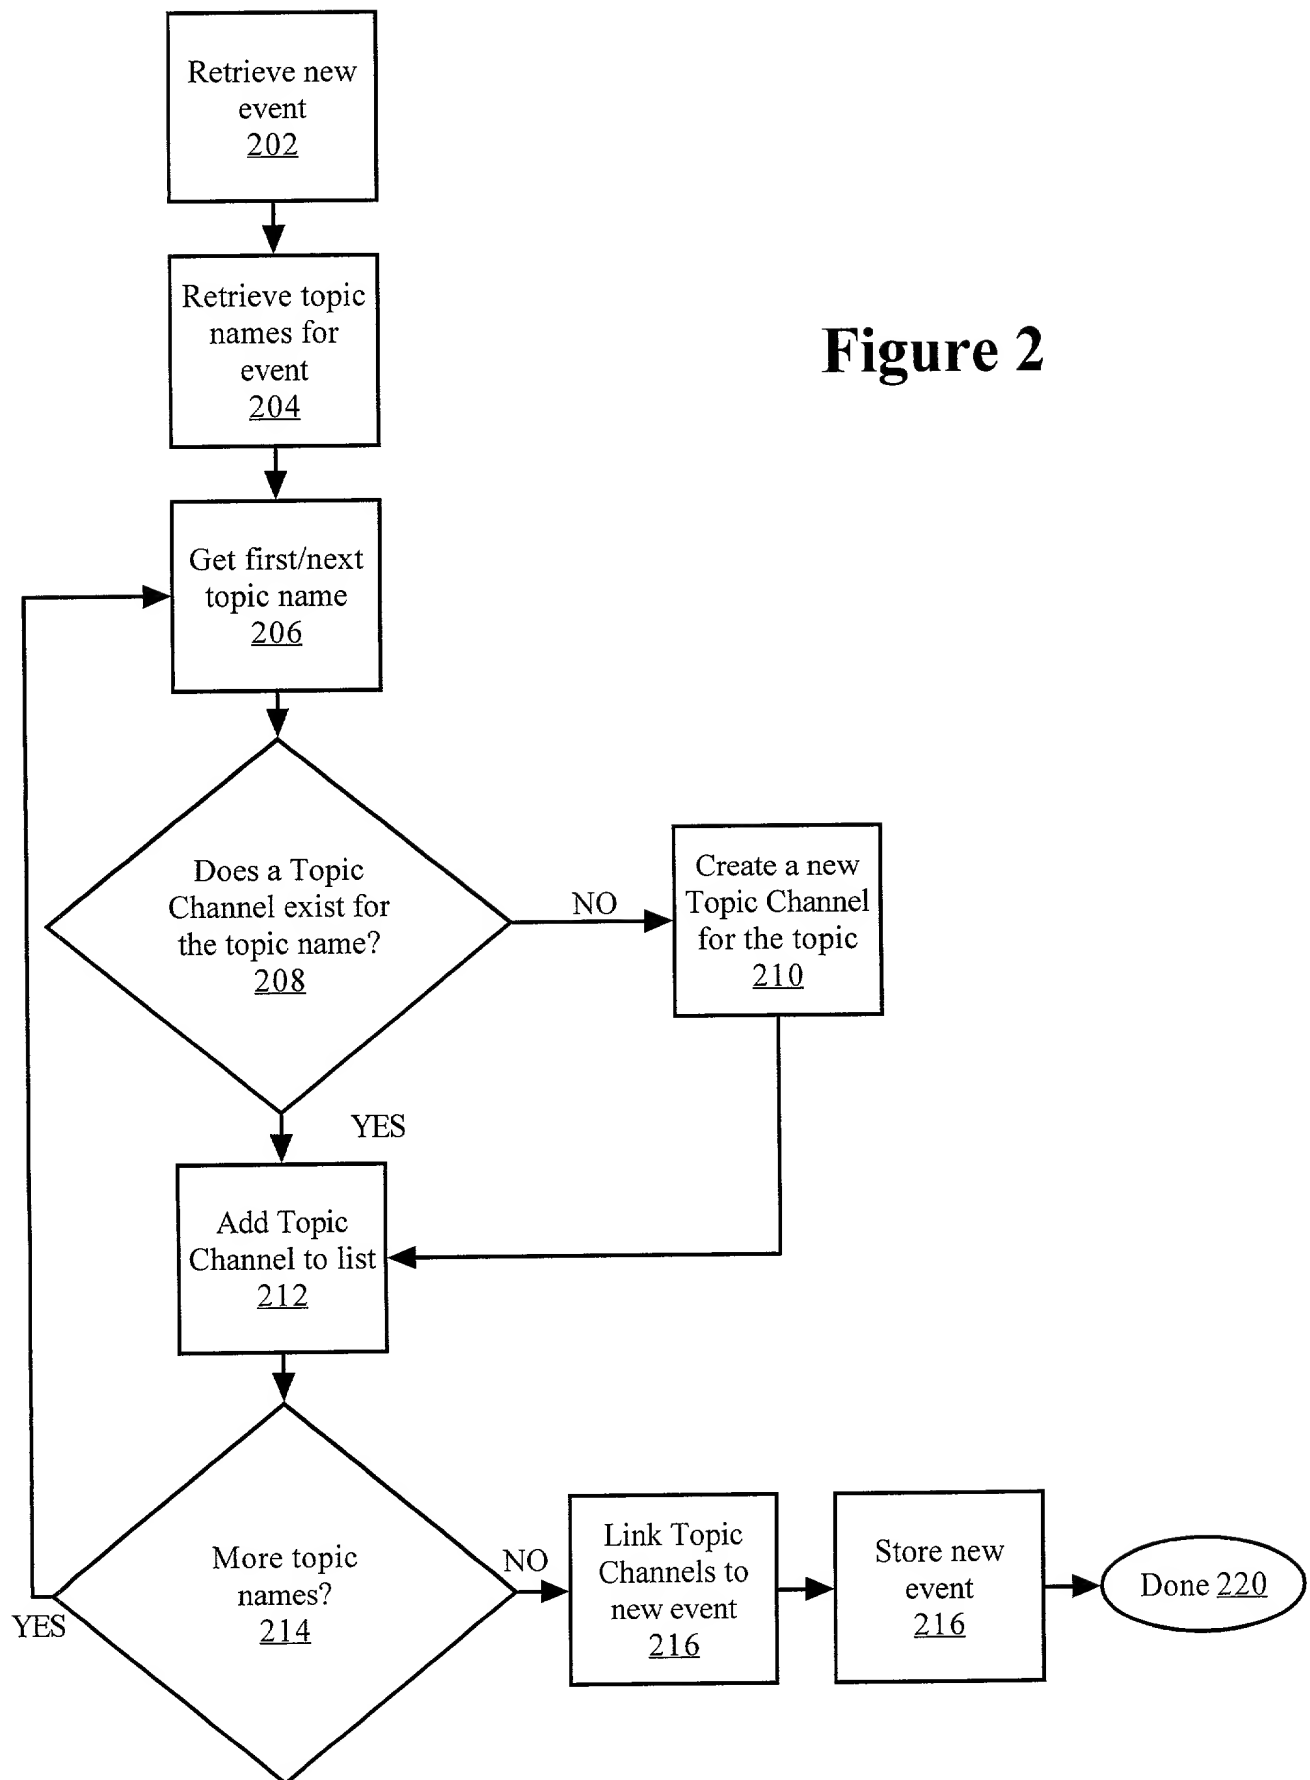 Retrieve new
event
202
Retrieve topic
names for
event
204
Figure 2
Get first/next
topic name
206
Does a Topic
Channel exist for
the topic name?
208
NO
Create a new
Topic Channel
for the topic
210
YES
Add Topic
Channel to list
212
More topic
names?
214
YES
NO
Link Topic
Channels to
new event
216
Store new
event
216
Done 220